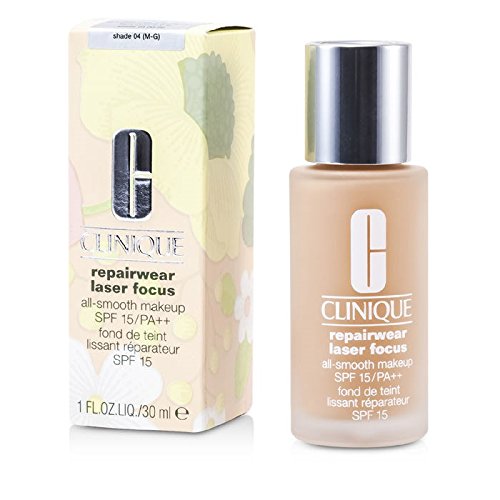 shade 04 (M-G)
CLINIQUE
repairwear
laser focus
all-smooth makeup
SPF 15/PA++
fond de teint
lissant réparateur
SPF 15
1 FL.OZ.LIQ./30 ml ℮
CLINIQUE
repairwear
laser focus
all-smooth makeup
SPF 15/PA++
fond de teint
lissant réparateur
SPF 15